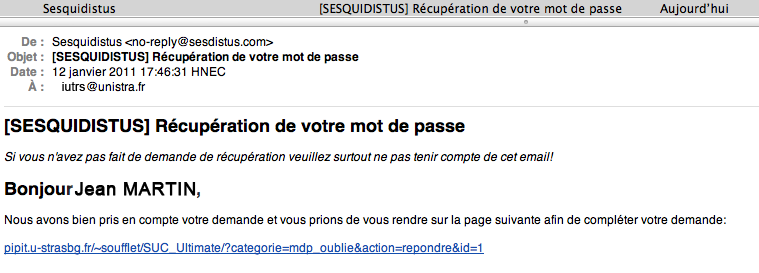 Sesquidistus [SESQUIDISTUS] Récupération de votre mot de passe Aujourd'hui
De : Sesquidistus <no-reply@sesdistus.com>
Objet : [SESQUIDISTUS] Récupération de votre mot de passe
Date : 12 janvier 2011 17:46:31 HNEC
À : iutrs@unistra.fr
[SESQUIDISTUS] Récupération de votre mot de passe
Si vous n'avez pas fait de demande de récupération veuillez surtout ne pas tenir compte de cet email!
Bonjour Jean MARTIN,
Nous avons bien pris en compte votre demande et vous prions de vous rendre sur la page suivante afin de compléter votre demande:
pipit.u-strasbg.fr/~soufflet/SUC_Ultimate/?categorie=mdp_oublie&action=repondre&id=1